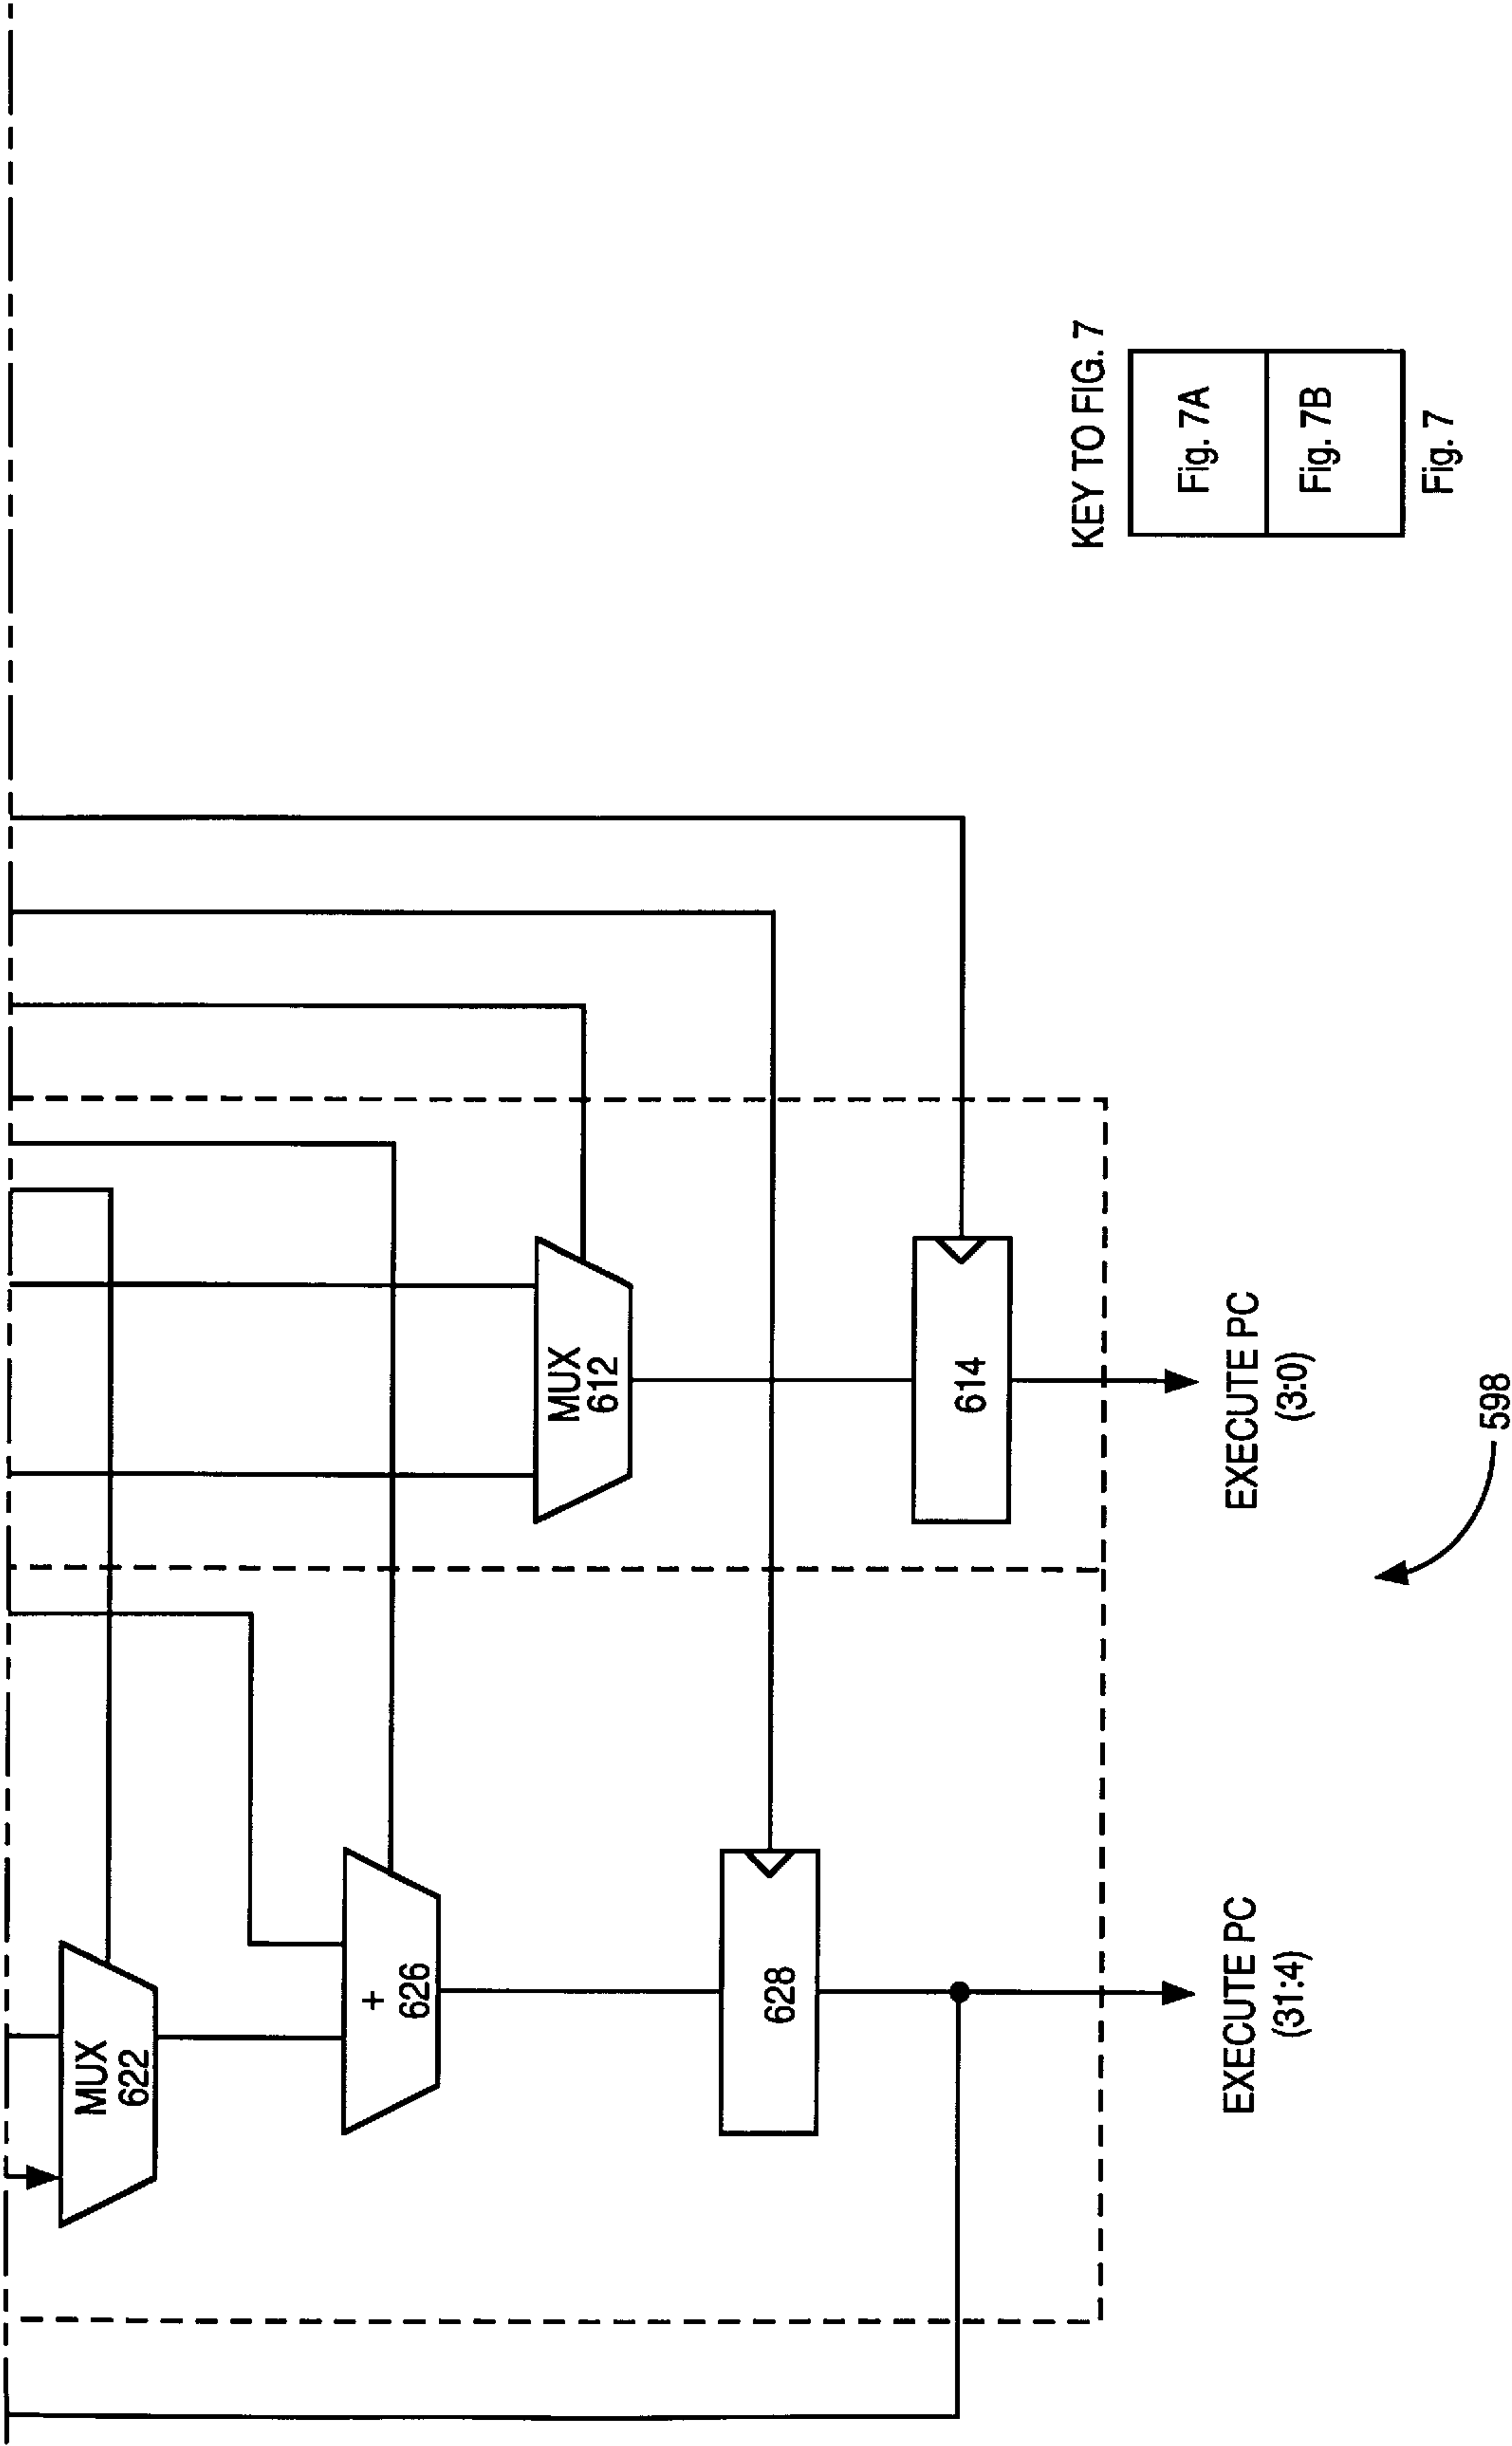 MUX
622
+
626
628
EXECUTE PC
(31:4)
MUX
612
614
EXECUTE PC
(3:0)
598
KEY TO FIG. 7
Fig. 7A
Fig. 7B
Fig. 7